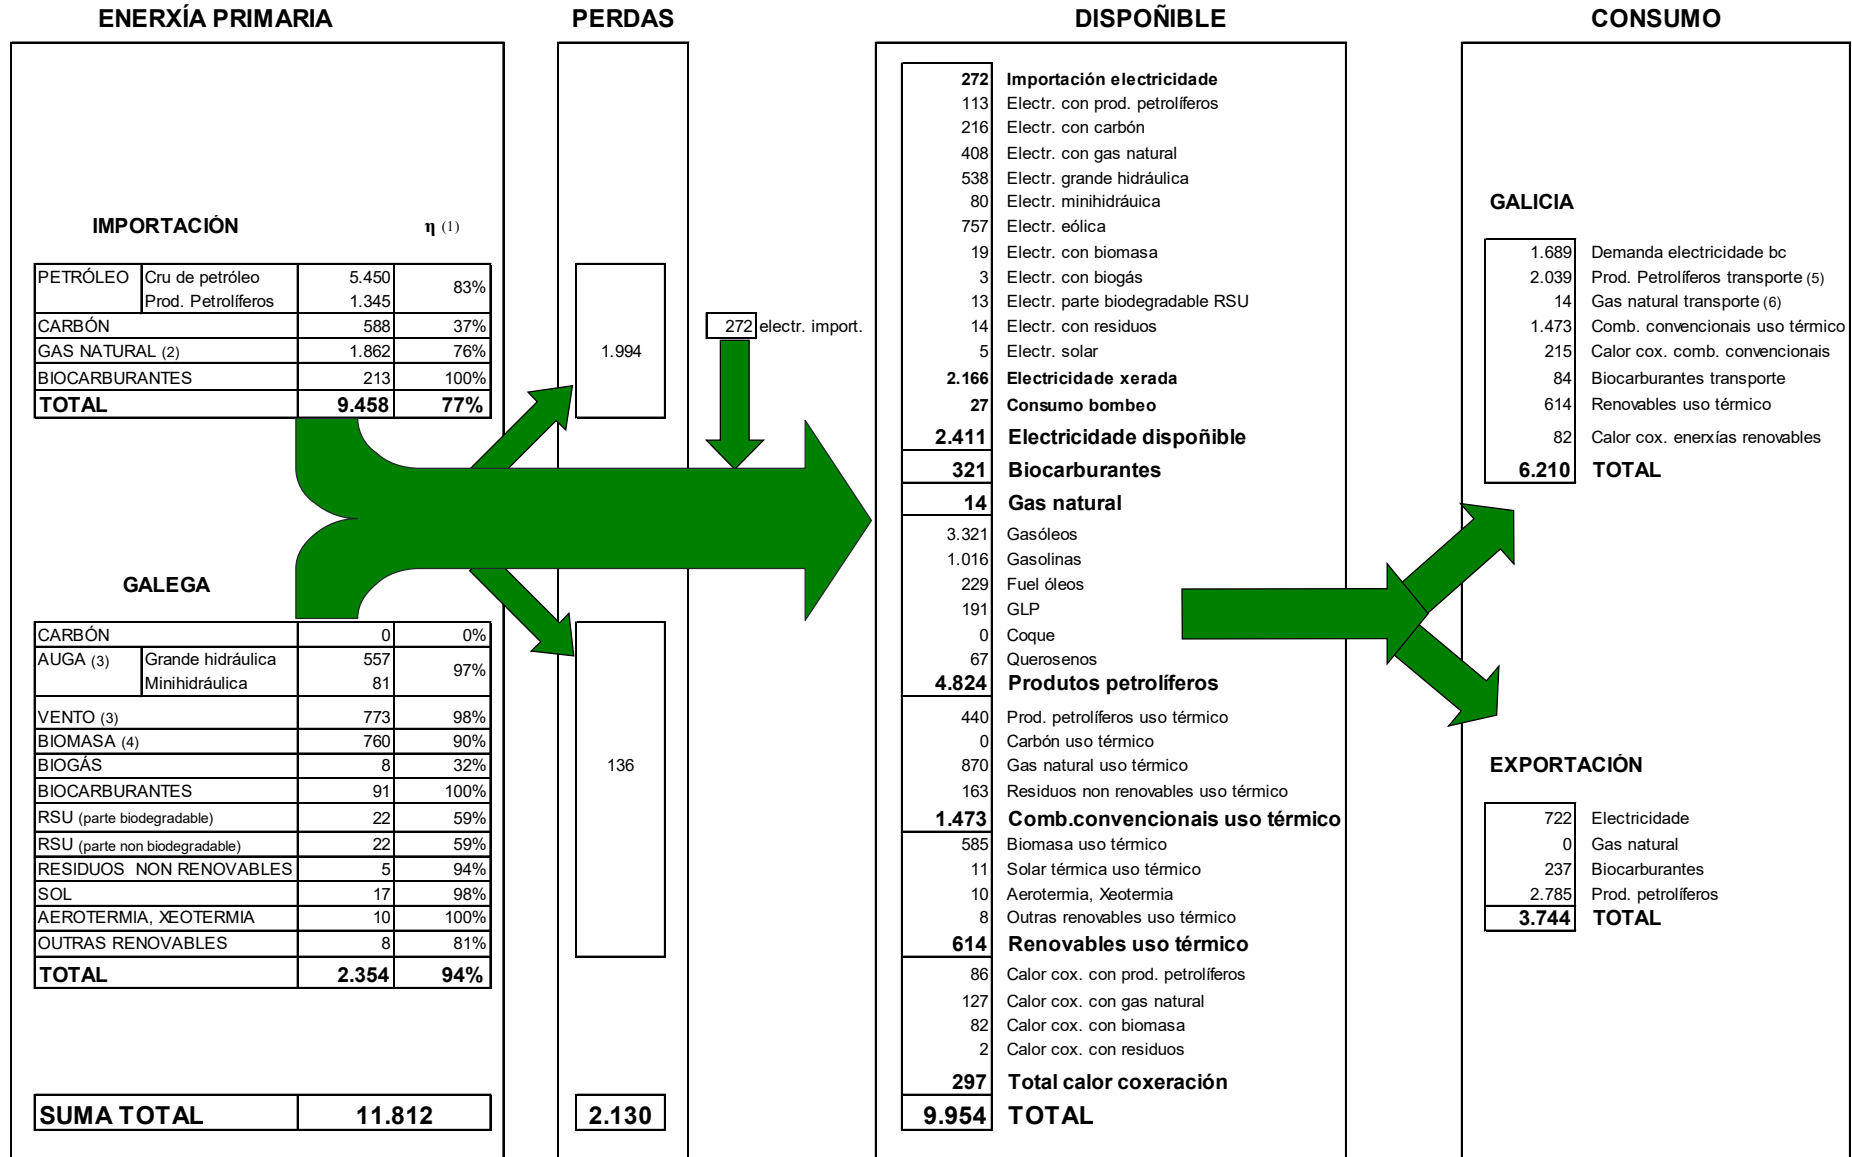 ENERXÍA PRIMARIA
PERDAS
DISPOÑIBLE
CONSUMO
IMPORTACIÓN η (1)
PETRÓLEO Cru de petróleo 5.450 83%
Prod. Petrolíferos 1.345
CARBÓN 588 37%
GAS NATURAL (2) 1.862 76%
BIOCARBURANTES 213 100%
TOTAL 9.458 77%
GALEGA
CARBÓN 0 0%
AUGA (3) Grande hidráulica 557 97%
Minihidráulica 81
VENTO (3) 773 98%
BIOMASA (4) 760 90%
BIOGÁS 8 32%
BIOCARBURANTES 91 100%
RSU (parte biodegradable) 22 59%
RSU (parte non biodegradable) 22 59%
RESIDUOS NON RENOVABLES 5 94%
SOL 17 98%
AEROTERMIA, XEOTERMIA 10 100%
OUTRAS RENOVABLES 8 81%
TOTAL 2.354 94%
SUMA TOTAL 11.812
1.994
136
2.130
272 electr. import.
272 Importación electricidade
113 Electr. con prod. petrolíferos
216 Electr. con carbón
408 Electr. con gas natural
538 Electr. grande hidráulica
80 Electr. minihidráuica
757 Electr. eólica
19 Electr. con biomasa
3 Electr. con biogás
13 Electr. parte biodegradable RSU
14 Electr. con residuos
5 Electr. solar
2.166 Electricidade xerada
27 Consumo bombeo
2.411 Electricidade dispoñible
321 Biocarburantes
14 Gas natural
3.321 Gasóleos
1.016 Gasolinas
229 Fuel óleos
191 GLP
0 Coque
67 Querosenos
4.824 Produtos petrolíferos
440 Prod. petrolíferos uso térmico
0 Carbón uso térmico
870 Gas natural uso térmico
163 Residuos non renovables uso térmico
1.473 Comb.convencionais uso térmico
585 Biomasa uso térmico
11 Solar térmica uso térmico
10 Aerotermia, Xeotermia
8 Outras renovables uso térmico
614 Renovables uso térmico
86 Calor cox. con prod. petrolíferos
127 Calor cox. con gas natural
82 Calor cox. con biomasa
2 Calor cox. con residuos
297 Total calor coxeración
9.954 TOTAL
GALICIA
1.689 Demanda electricidade bc
2.039 Prod. Petrolíferos transporte (5)
14 Gas natural transporte (6)
1.473 Comb. convencionais uso térmico
215 Calor cox. comb. convencionais
84 Biocarburantes transporte
614 Renovables uso térmico
82 Calor cox. enerxías renovables
6.210 TOTAL
EXPORTACIÓN
722 Electricidade
0 Gas natural
237 Biocarburantes
2.785 Prod. petrolíferos
3.744 TOTAL